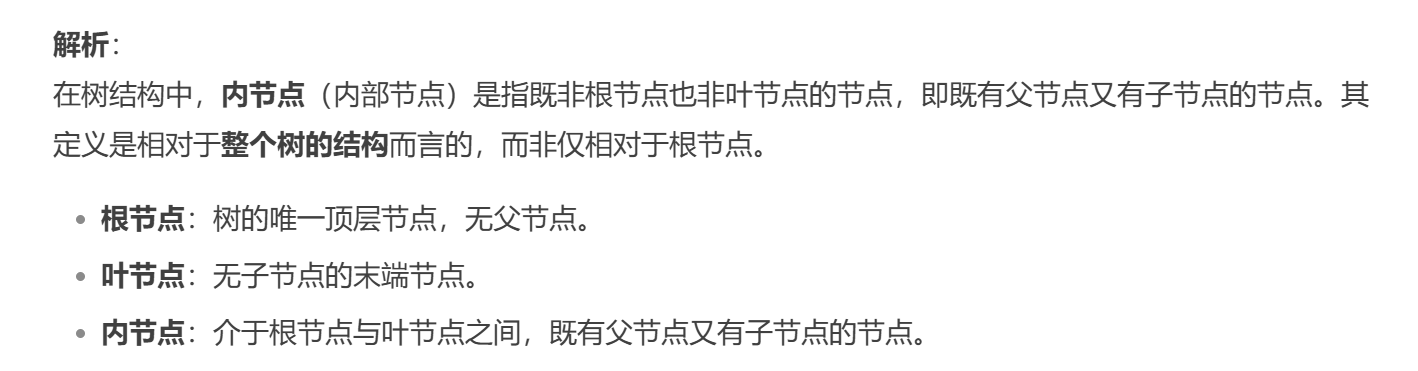 解析：
在树结构中，内节点（内部节点）是指既非根节点也非叶节点的节点，即既有父节点又有子节点的节点。其
定义是相对于整个树的结构而言的，而非仅相对于根节点。
• 根节点：树的唯一顶层节点，无父节点。
• 叶节点：无子节点的末端节点。
• 内节点：介于根节点与叶节点之间，既有父节点又有子节点的节点。